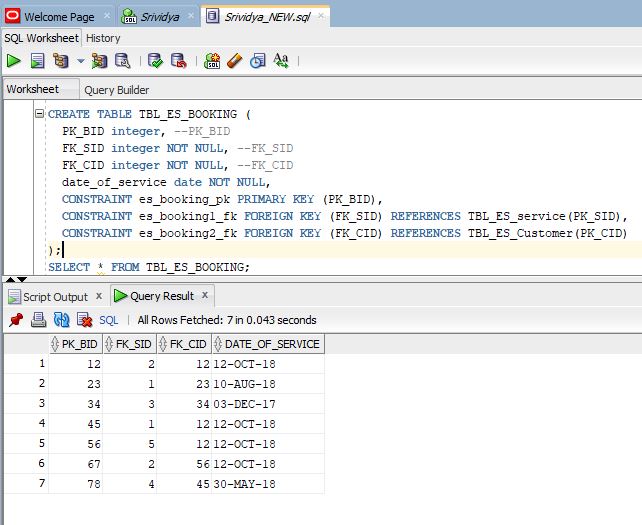 Welcome Page × Srividya × Srividya_NEW.sql ×
SQL Worksheet History
Worksheet Query Builder
CREATE TABLE TBL_ES_BOOKING (
PK_BID integer, --PK_BID
FK_SID integer NOT NULL, --FK_SID
FK_CID integer NOT NULL, --FK_CID
date_of_service date NOT NULL,
CONSTRAINT es_booking_pk PRIMARY KEY (PK_BID),
CONSTRAINT es_booking1_fk FOREIGN KEY (FK_SID) REFERENCES TBL_ES_service(PK_SID),
CONSTRAINT es_booking2_fk FOREIGN KEY (FK_CID) REFERENCES TBL_ES_Customer(PK_CID)
);
SELECT * FROM TBL_ES_BOOKING;
Script Output × Query Result ×
SQL | All Rows Fetched: 7 in 0.043 seconds
PK_BID FK_SID FK_CID DATE_OF_SERVICE
1 12 2 12 12-OCT-18
2 23 1 23 10-AUG-18
3 34 3 34 03-DEC-17
4 45 1 12 12-OCT-18
5 56 5 12 12-OCT-18
6 67 2 56 12-OCT-18
7 78 4 45 30-MAY-18